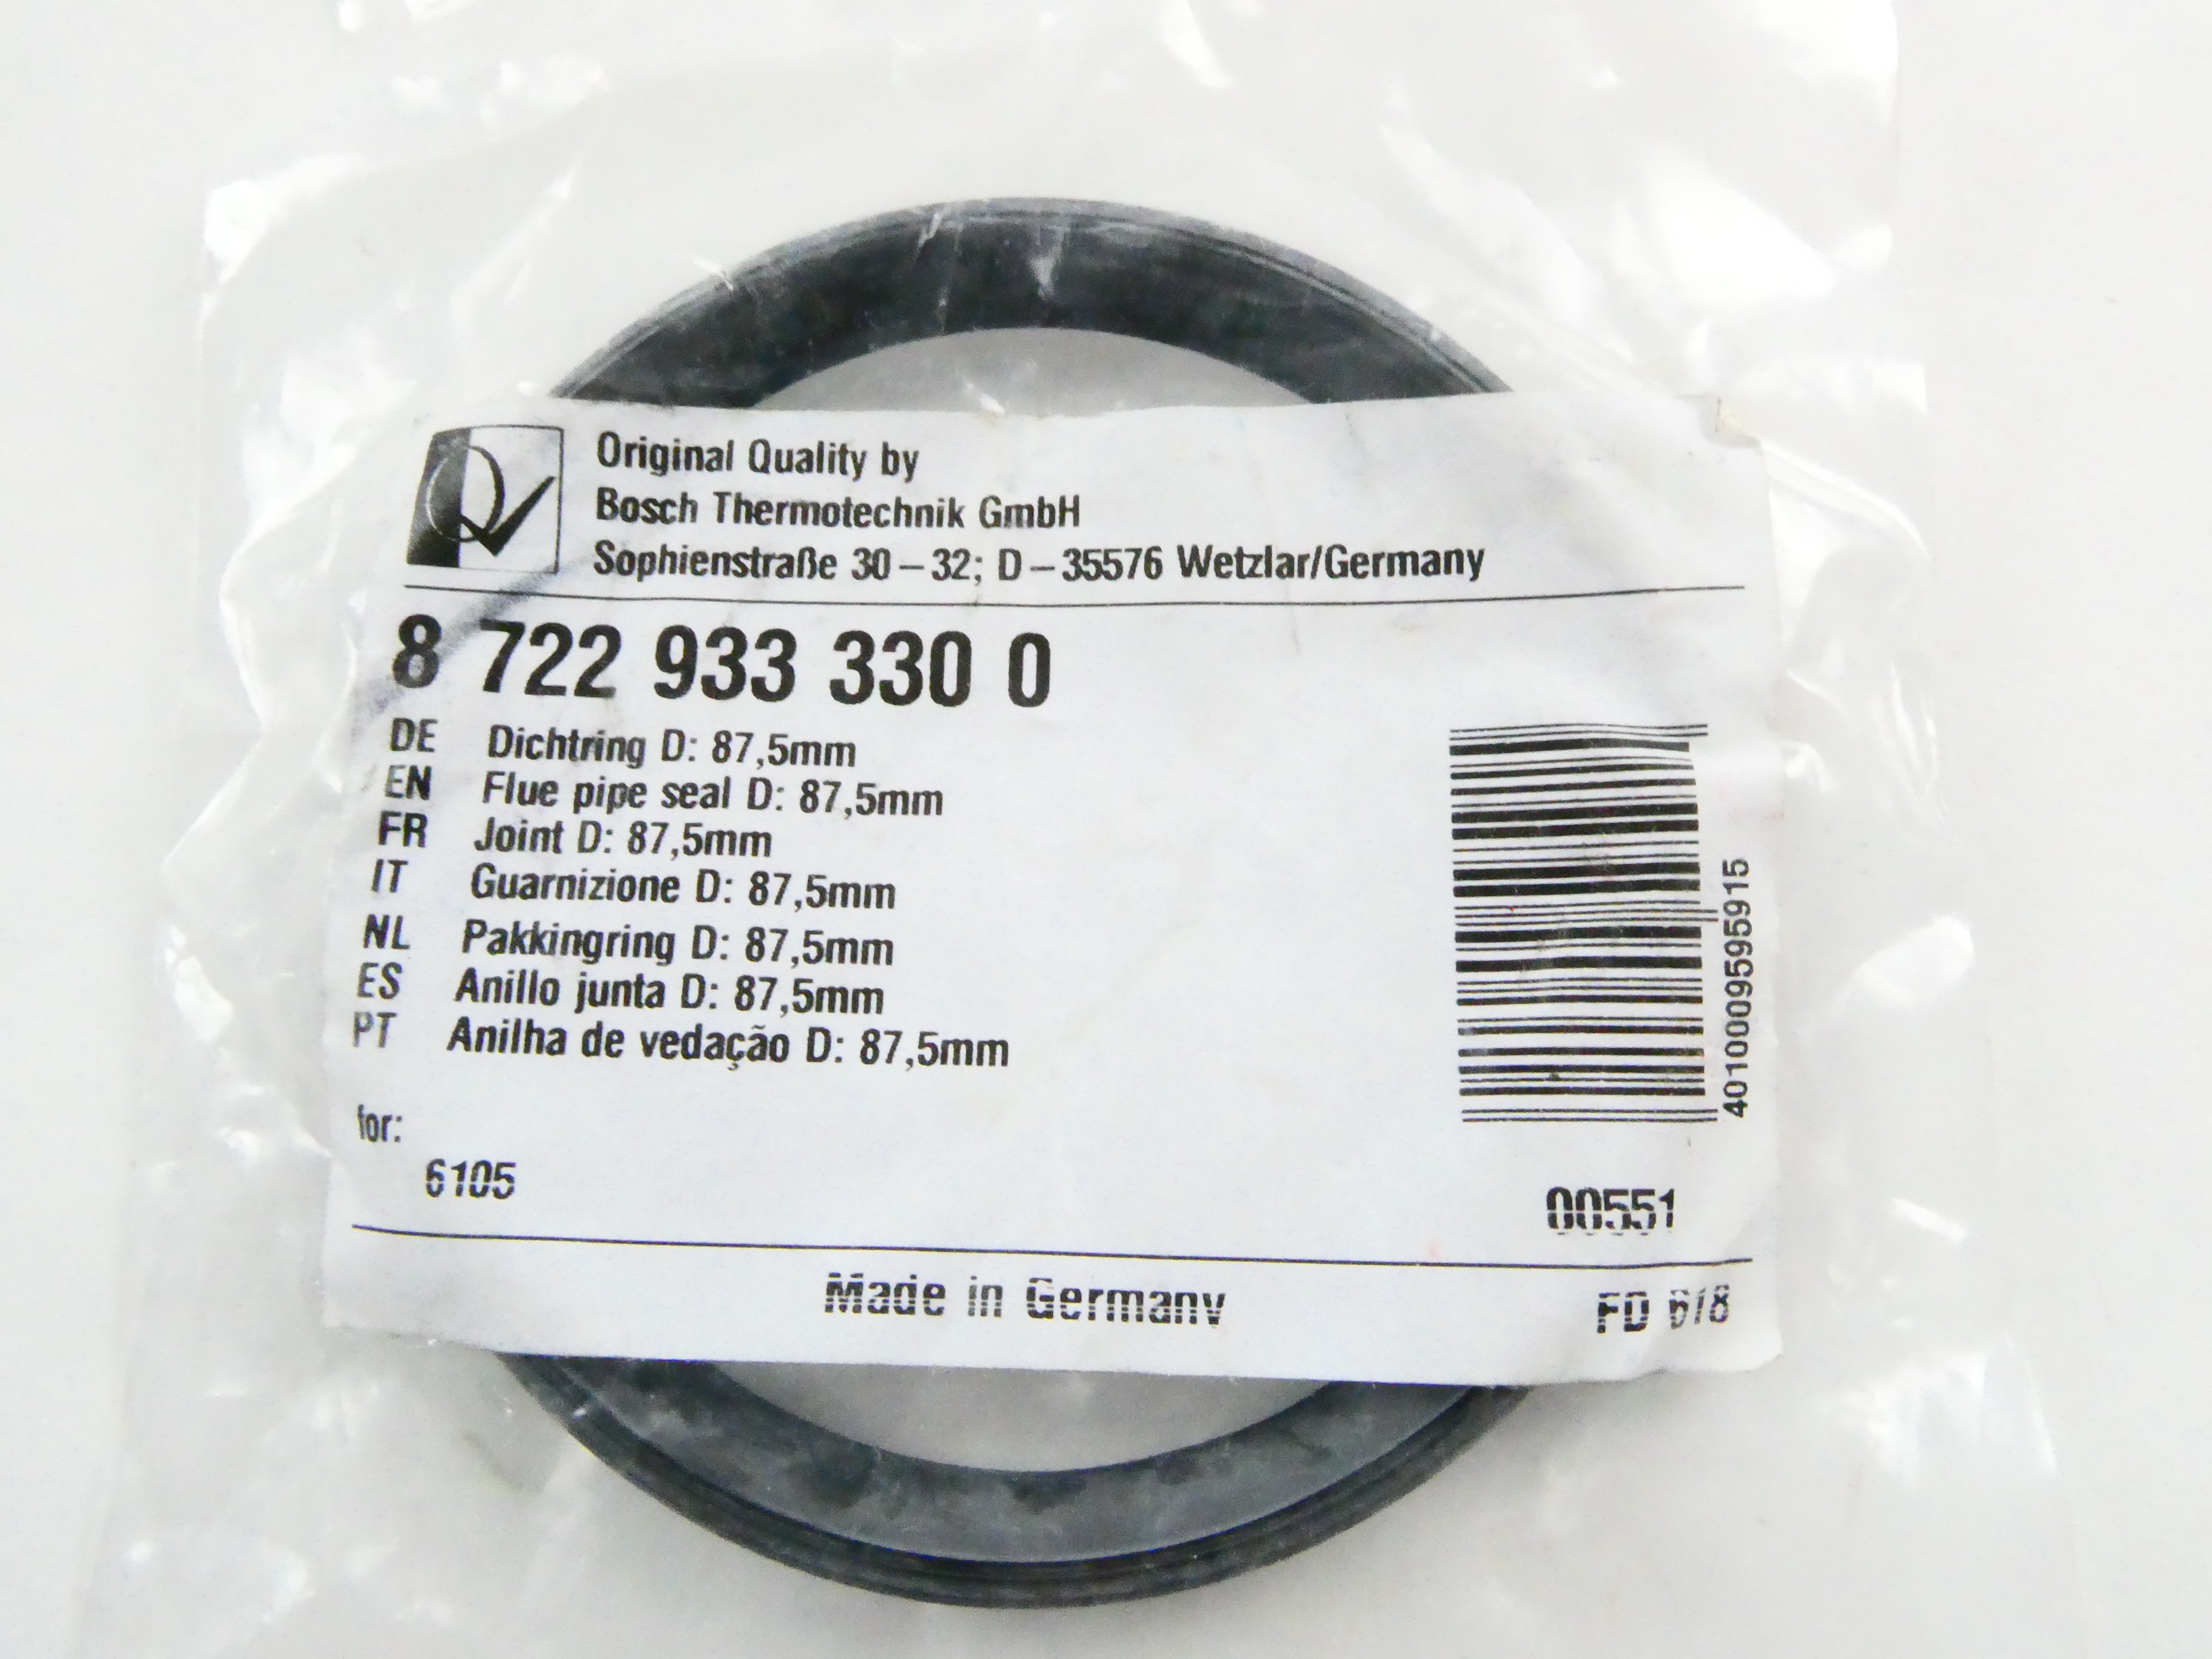 Original Quality by
Bosch Thermotechnik GmbH
Sophienstraße 30 – 32; D – 35576 Wetzlar/Germany
8 722 933 330 0
DE Dichtring D: 87,5mm
EN Flue pipe seal D: 87,5mm
FR Joint D: 87,5mm
IT Guarnizione D: 87,5mm
NL Pakkingring D: 87,5mm
ES Anillo junta D: 87,5mm
PT Anilha de vedação D: 87,5mm
4010009595915
for:
6105
00551
Made in Germany
FD